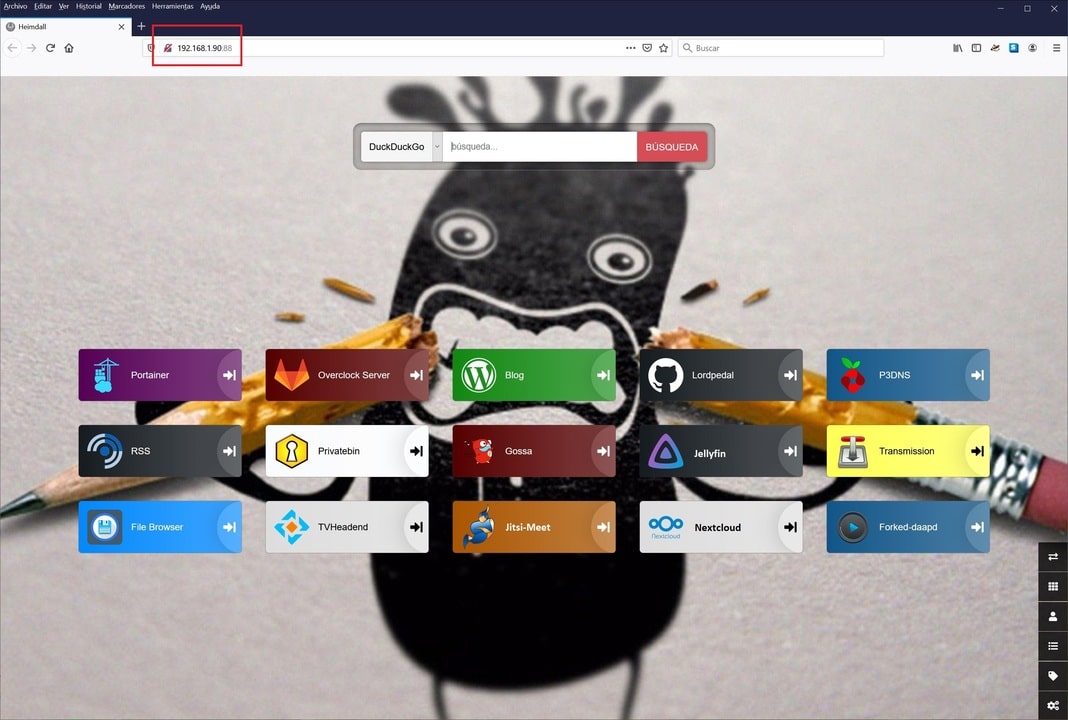 Archivo Editar Ver Historial Marcadores Herramientas Ayuda
Heimdall
192.168.1.90:88
Buscar
DuckDuckGo búsqueda... BÚSQUEDA
Portainer Overclock Server Blog Lordpedal P3DNS
RSS Privatebin Gossa Jellyfin Transmission
File Browser TVHeadend Jitsi-Meet Nextcloud Nextcloud Forked-daapd